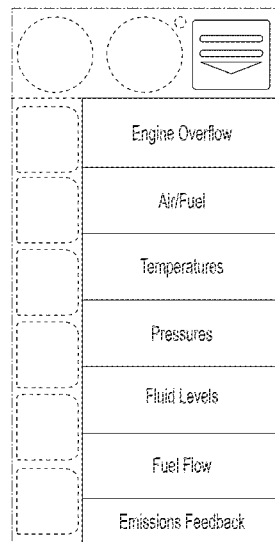 Engine Overflow
Air/Fuel
Temperatures
Pressures
Fluid Levels
Fuel Flow
Emissions Feedback